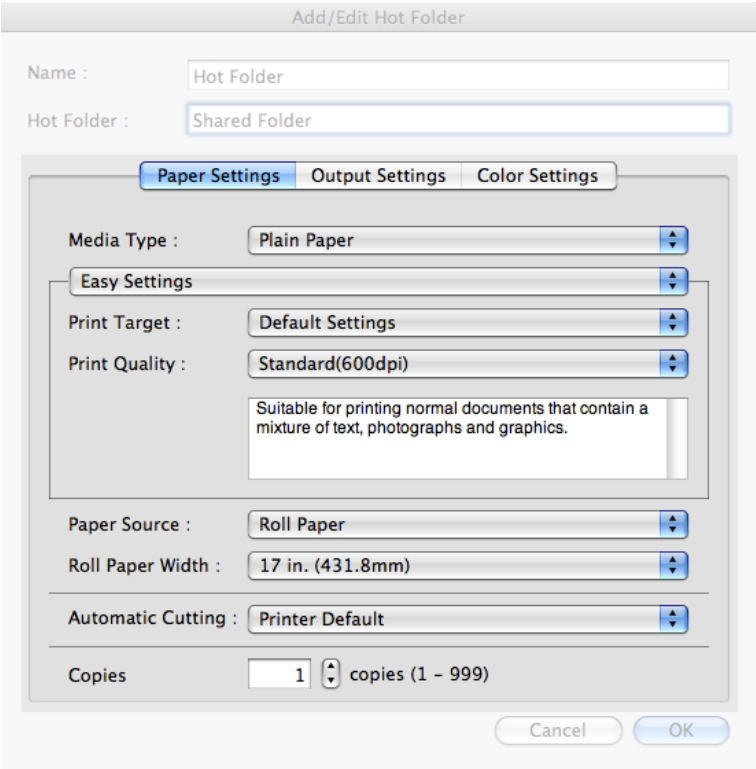 Add/Edit Hot Folder
Name : Hot Folder
Hot Folder : Shared Folder
Paper Settings Output Settings Color Settings
Media Type : Plain Paper
Easy Settings
Print Target : Default Settings
Print Quality : Standard(600dpi)
Suitable for printing normal documents that contain a
mixture of text, photographs and graphics.
Paper Source : Roll Paper
Roll Paper Width : 17 in. (431.8mm)
Automatic Cutting : Printer Default
Copies 1 copies (1 - 999)
Cancel OK